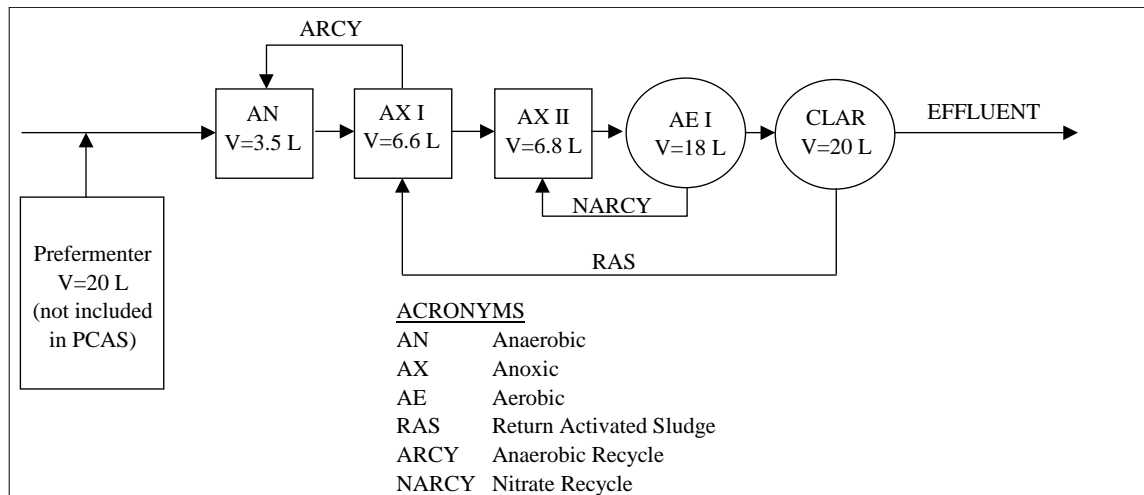 ARCY
AN
V=3.5 L
AX I
V=6.6 L
AX II
V=6.8 L
AE I
V=18 L
CLAR
V=20 L
EFFLUENT
NARCY
RAS
Prefermenter
V=20 L
(not included
in PCAS)
ACRONYMS
AN Anaerobic
AX Anoxic
AE Aerobic
RAS Return Activated Sludge
ARCY Anaerobic Recycle
NARCY Nitrate Recycle